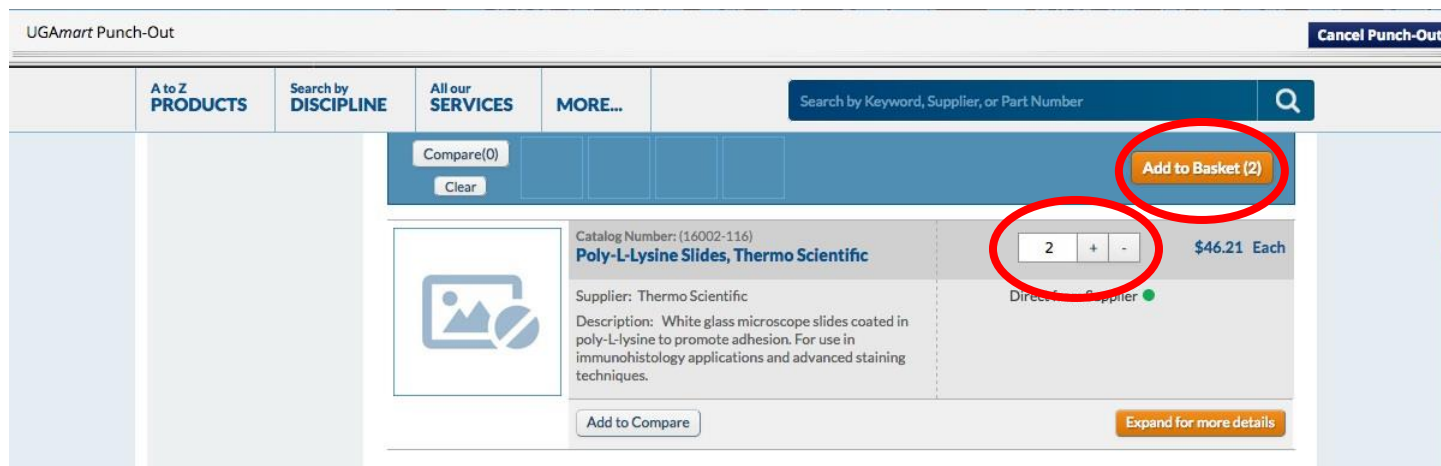 UGAmart Punch-Out
Cancel Punch-Out
A to Z
PRODUCTS
Search by
DISCIPLINE
All our
SERVICES
MORE...
Search by Keyword, Supplier, or Part Number
Compare(0)
Clear
Add to Basket (2)
Catalog Number: (16002-116)
Poly-L-Lysine Slides, Thermo Scientific
2 + -
$46.21 Each
Supplier: Thermo Scientific
Direct from Supplier
Description: White glass microscope slides coated in
poly-L-lysine to promote adhesion. For use in
immunohistology applications and advanced staining
techniques.
Add to Compare
Expand for more details